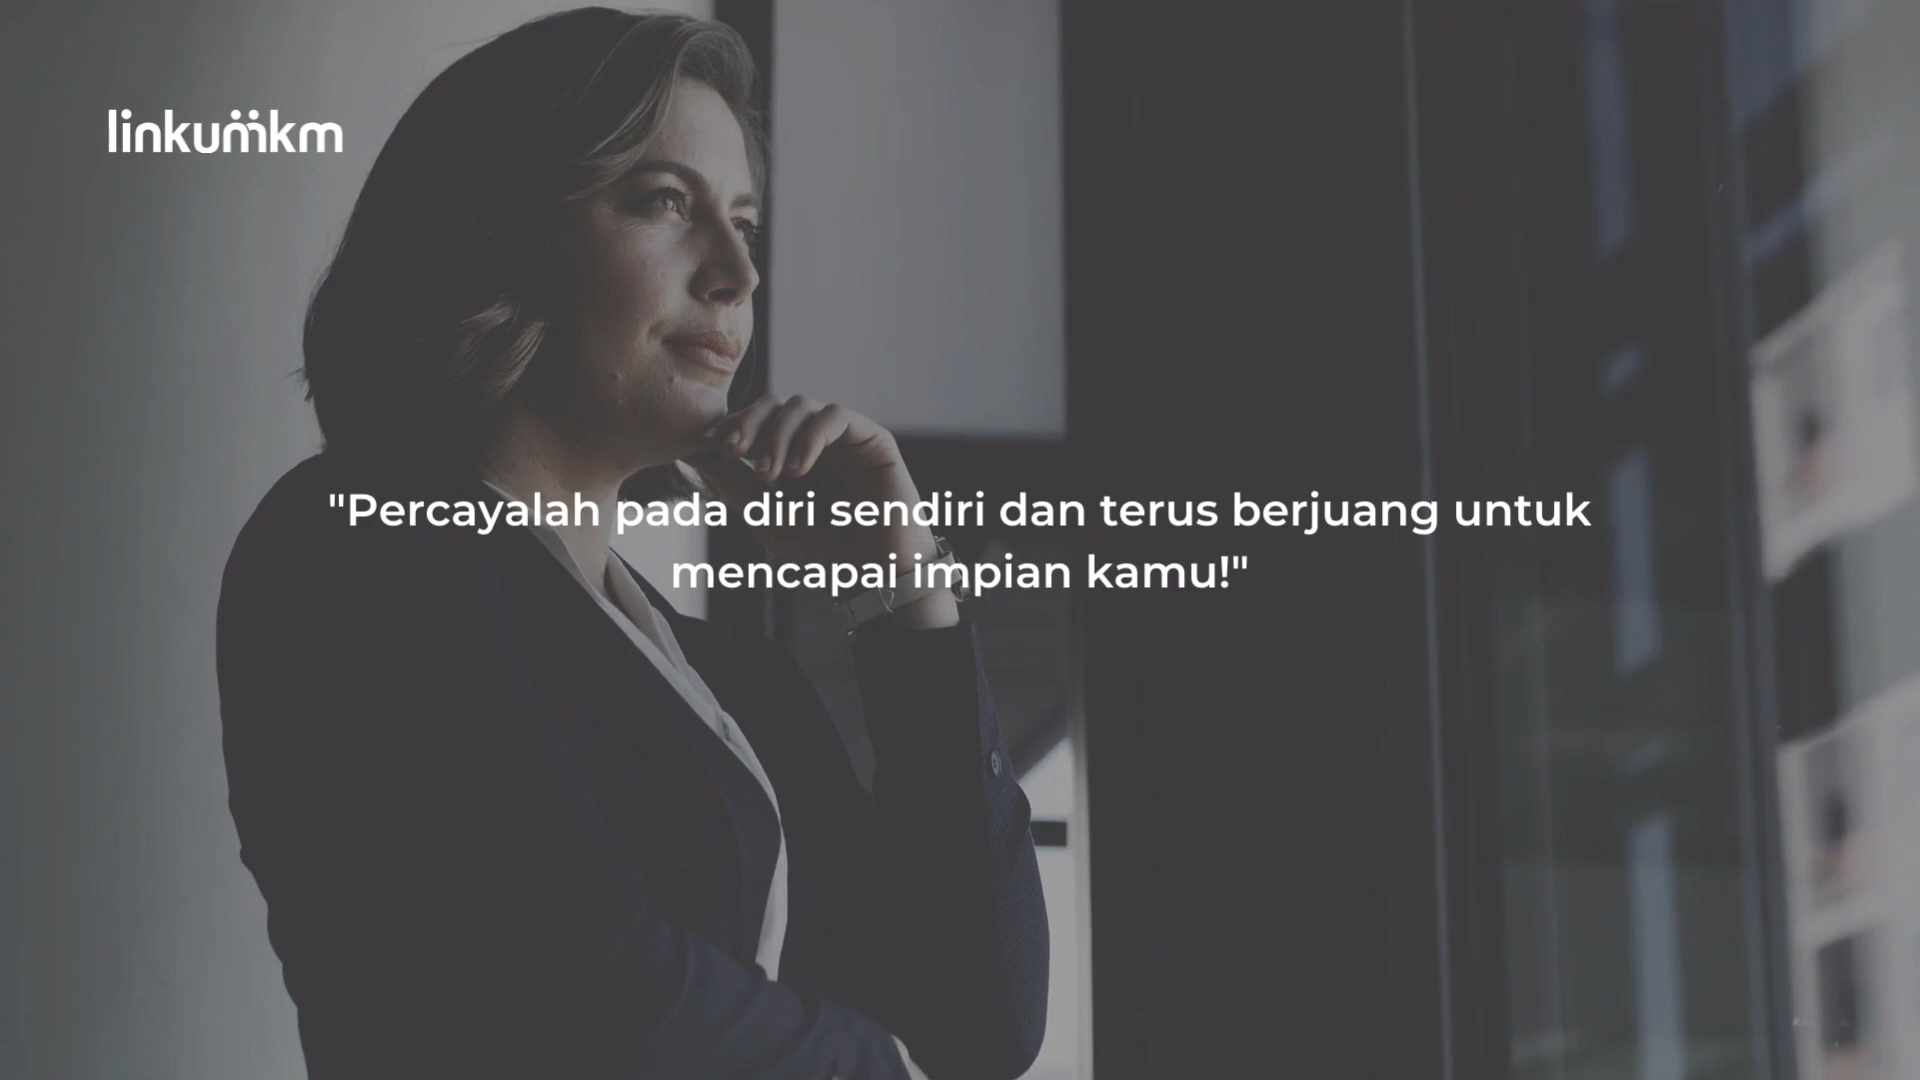 linkumkm
"Percayalah pada diri sendiri dan terus berjuang untuk
mencapai impian kamu!"